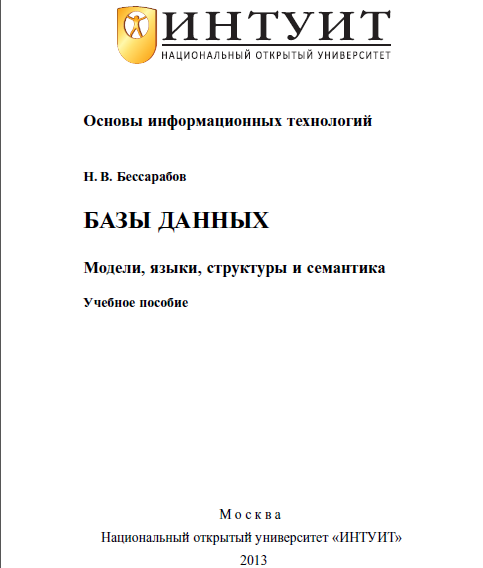 ИНТУИТ
НАЦИОНАЛЬНЫЙ ОТКРЫТЫЙ УНИВЕРСИТЕТ
Основы информационных технологий
Н. В. Бессарабов
БАЗЫ ДАННЫХ
Модели, языки, структуры и семантика
Учебное пособие
Москва
Национальный открытый университет «ИНТУИТ»
2013